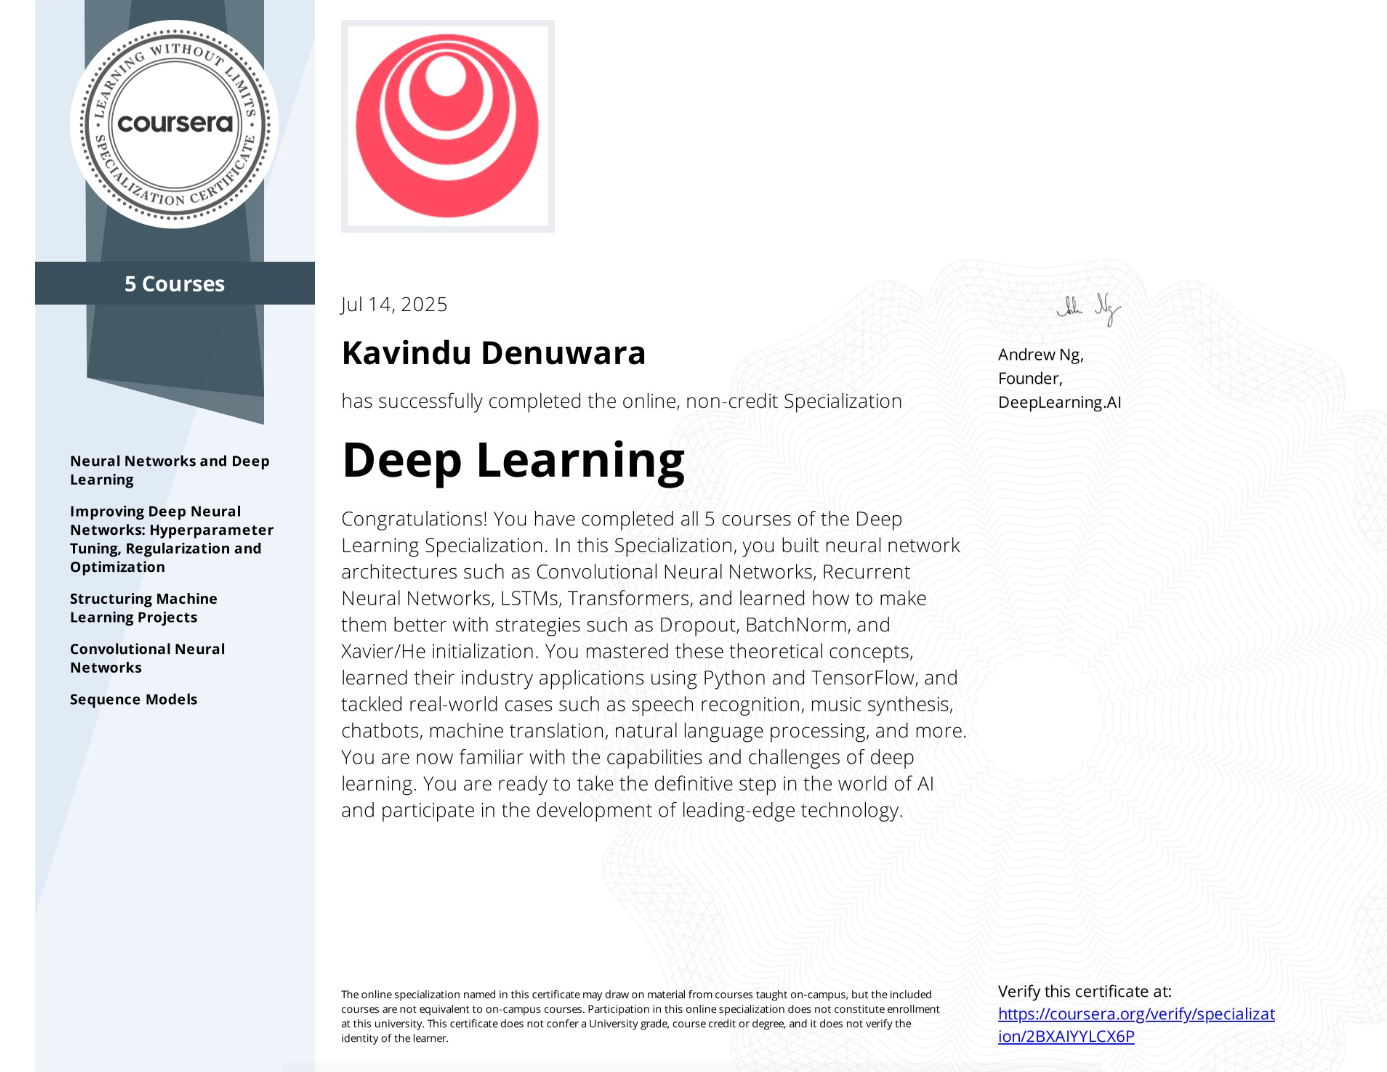 LEARNING WITHOUT LIMITS
coursera
SPECIALIZATION CERTIFICATE
5 Courses
Neural Networks and Deep
Learning
Improving Deep Neural
Networks: Hyperparameter
Tuning, Regularization and
Optimization
Structuring Machine
Learning Projects
Convolutional Neural
Networks
Sequence Models
Jul 14, 2025
Kavindu Denuwara
has successfully completed the online, non-credit Specialization
Deep Learning
Congratulations! You have completed all 5 courses of the Deep
Learning Specialization. In this Specialization, you built neural network
architectures such as Convolutional Neural Networks, Recurrent
Neural Networks, LSTMs, Transformers, and learned how to make
them better with strategies such as Dropout, BatchNorm, and
Xavier/He initialization. You mastered these theoretical concepts,
learned their industry applications using Python and TensorFlow, and
tackled real-world cases such as speech recognition, music synthesis,
chatbots, machine translation, natural language processing, and more.
You are now familiar with the capabilities and challenges of deep
learning. You are ready to take the definitive step in the world of AI
and participate in the development of leading-edge technology.
Andrew Ng,
Founder,
DeepLearning.AI
The online specialization named in this certificate may draw on material from courses taught on-campus, but the included
courses are not equivalent to on-campus courses. Participation in this online specialization does not constitute enrollment
at this university. This certificate does not confer a University grade, course credit or degree, and it does not verify the
identity of the learner.
Verify this certificate at:
https://coursera.org/verify/specializat
ion/2BXAIYYLCX6P